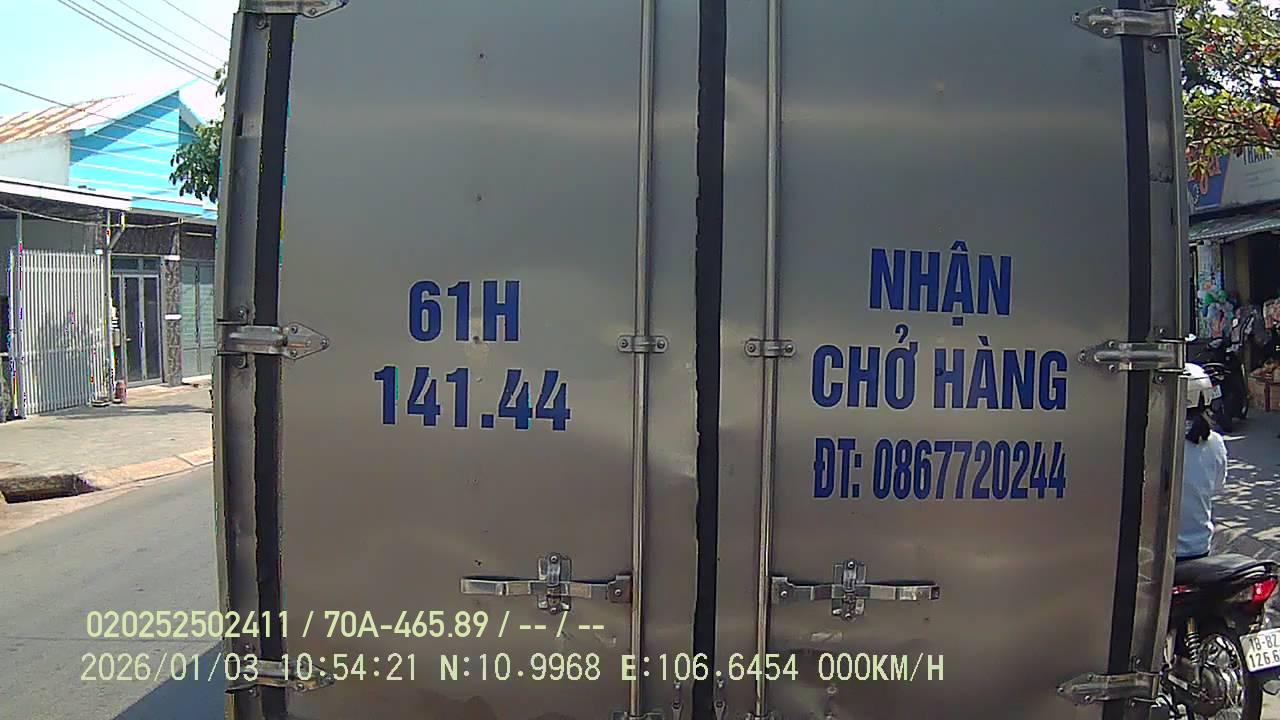 61H
141.44
NHẬN
CHỞ HÀNG
ĐT: 0867720244
020252502411 / 70A-465.89 / -- / --
2026/01/03 10:54:21 N:10.9968 E:106.6454 000KM/H